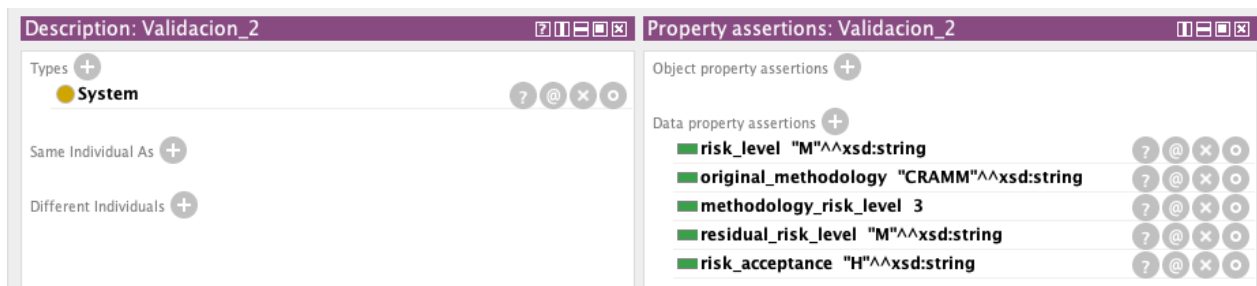 Description: Validacion_2
Types
System
Same Individual As
Different Individuals
Property assertions: Validacion_2
Object property assertions
Data property assertions
risk_level "M"^^xsd:string
original_methodology "CRAMM"^^xsd:string
methodology_risk_level 3
residual_risk_level "M"^^xsd:string
risk_acceptance "H"^^xsd:string